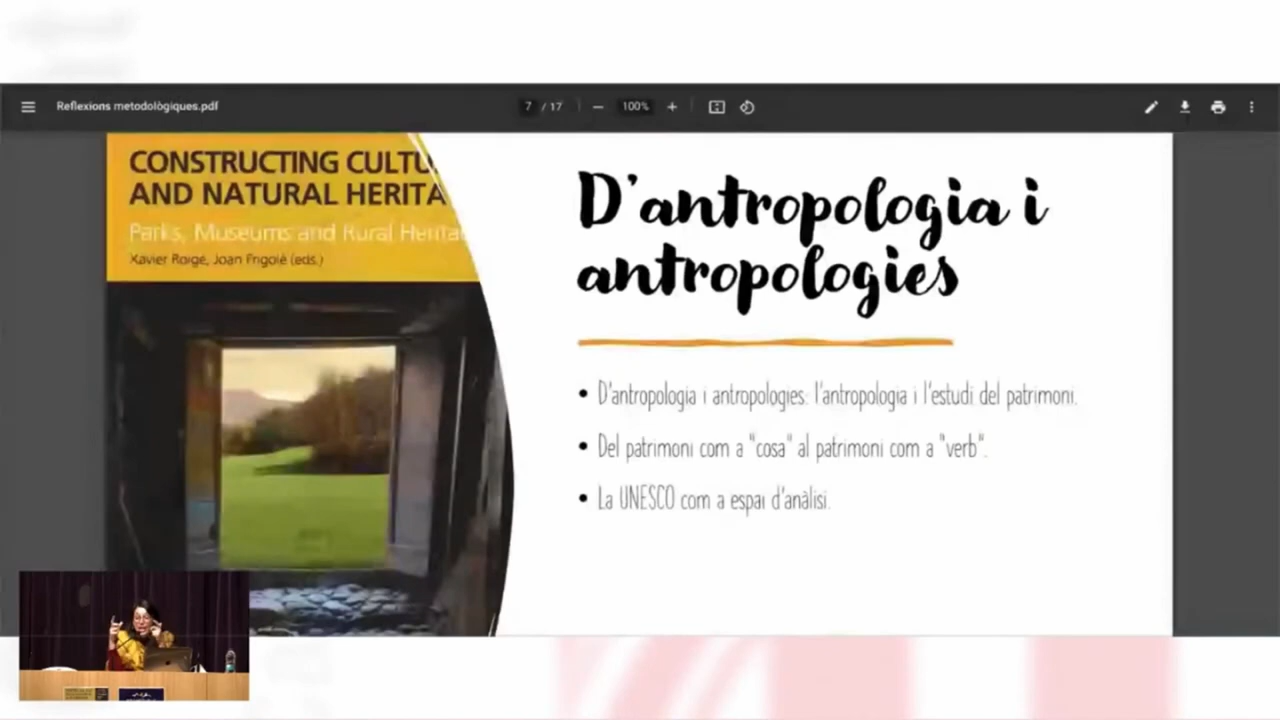 Reflexions metodològiques.pdf
7 / 17
100%
CONSTRUCTING CULTU
AND NATURAL HERITA
Parks, Museums and Rural Heritag
Xavier Roigé, Joan Frigolé (eds.)
D'antropologia i
antropologies
• D'antropologia i antropologies: l'antropologia i l'estudi del patrimoni.
• Del patrimoni com a "cosa" al patrimoni com a "verb".
• La UNESCO com a espai d'anàlisi.